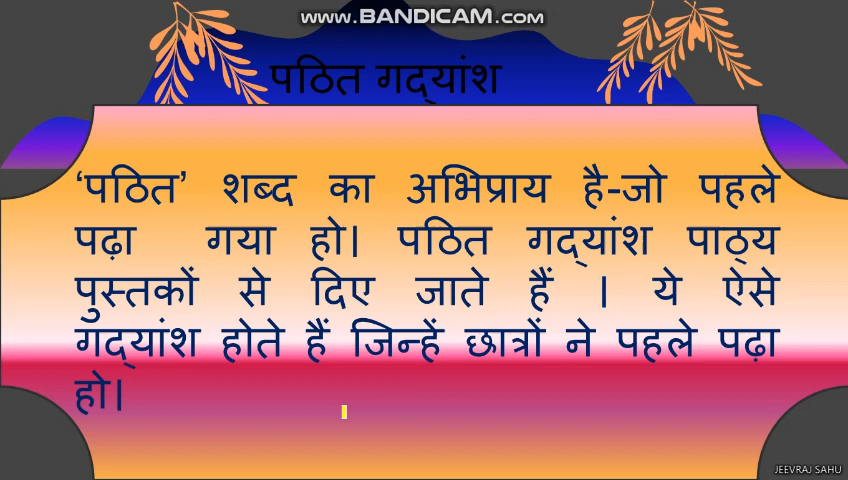 www.BANDICAM.com
पठित गद्यांश
‘पठित’ शब्द का अभिप्राय है-जो पहले
पढ़ा गया हो। पठित गद्यांश पाठ्य
पुस्तकों से दिए जाते हैं । ये ऐसे
गद्यांश होते हैं जिन्हें छात्रों ने पहले पढ़ा
हो।
JEEVRAJ SAHU